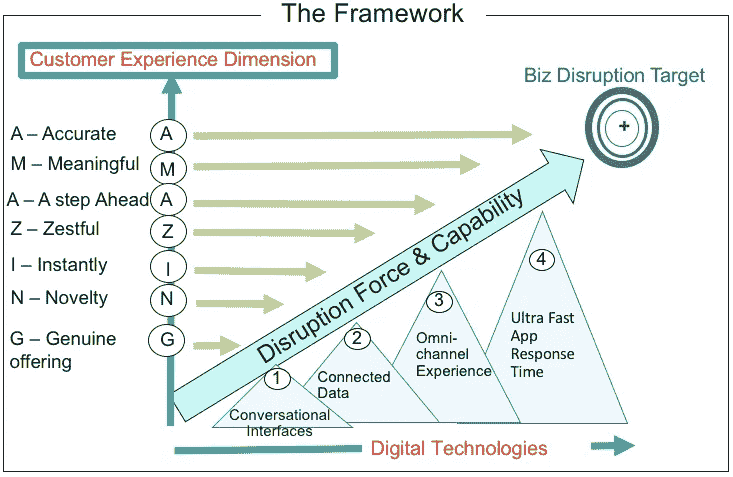 The Framework
Customer Experience Dimension
Biz Disruption Target
A – Accurate
A
M – Meaningful
M
A – A step Ahead
A
Z – Zestful
Z
I – Instantly
I
N – Novelty
N
G – Genuine
offering
G
Disruption Force & Capability
1
Conversational
Interfaces
2
Connected
Data
3
Omni-
channel
Experience
4
Ultra Fast
App
Response
Time
Digital Technologies